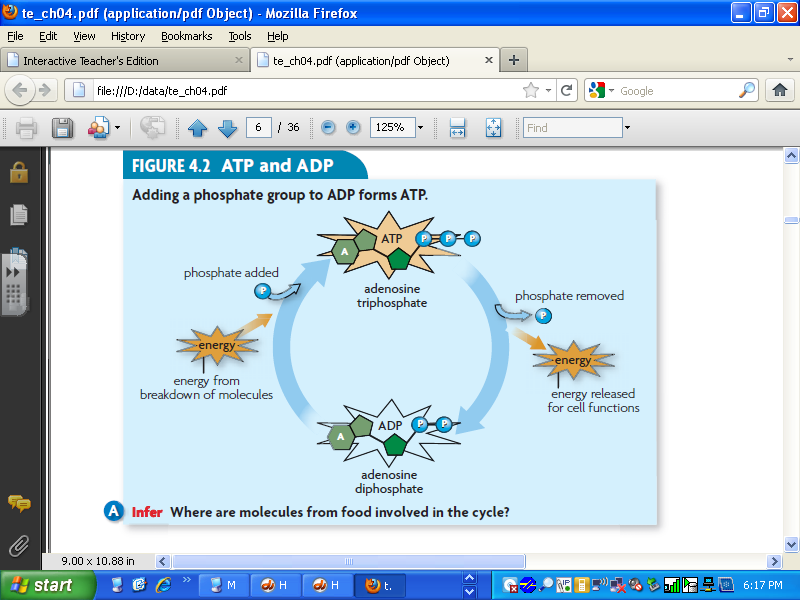 te_ch04.pdf (application/pdf Object) - Mozilla Firefox
File Edit View History Bookmarks Tools Help
Interactive Teacher's Edition
te_ch04.pdf (application/pdf Object)
file:///D:/data/te_ch04.pdf
Google
6 / 36
125%
Find
FIGURE 4.2 ATP and ADP
Adding a phosphate group to ADP forms ATP.
A ATP P P P
adenosine
triphosphate
phosphate added
P
energy
energy from
breakdown of molecules
phosphate removed
P
energy
energy released
for cell functions
A ADP P P
adenosine
diphosphate
A Infer Where are molecules from food involved in the cycle?
9.00 x 10.88 in
start
M
H
H
t.
6:17 PM